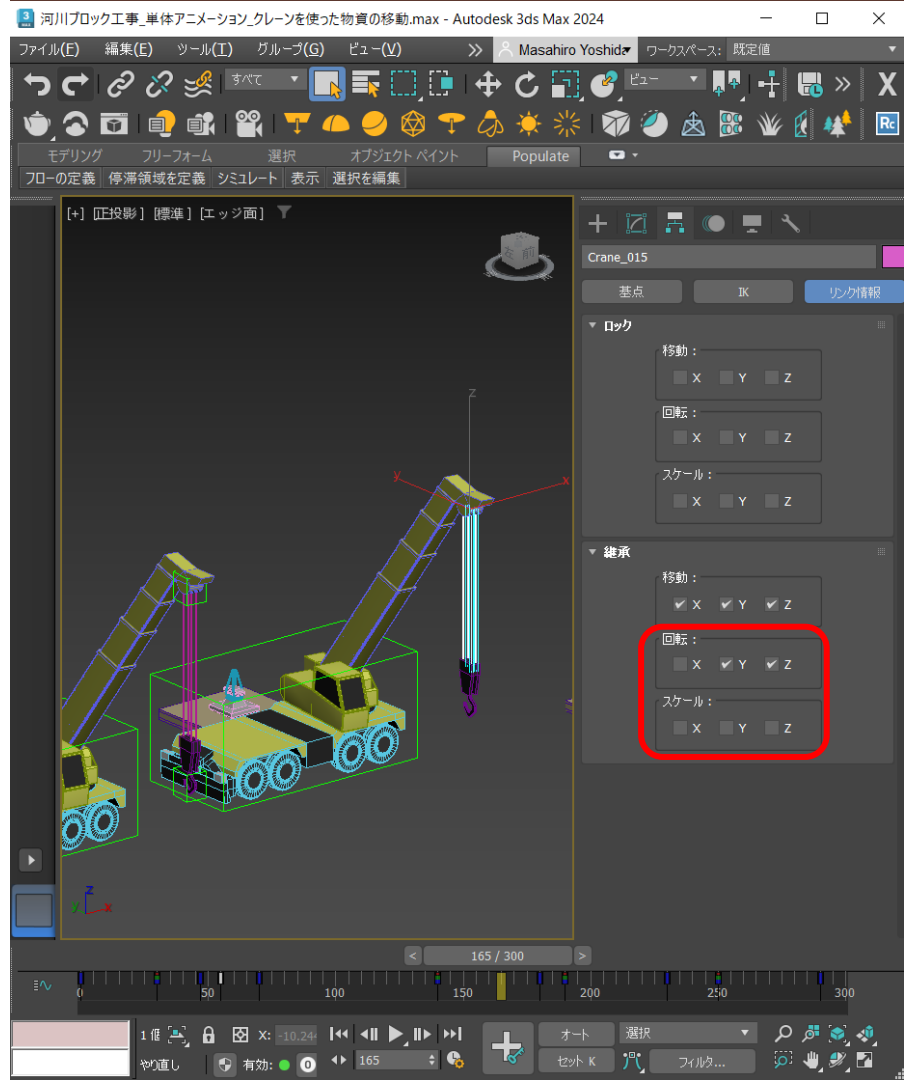 河川ブロック工事_単体アニメーション_クレーンを使った物資の移動.max - Autodesk 3ds Max 2024
ファイル(F) 編集(E) ツール(T) グループ(G) ビュー(V) Masahiro Yoshida ワークスペース: 既定値
すべて ビュー
Rc
モデリング フリーフォーム 選択 オブジェクト ペイント Populate
フローの定義 停滞領域を定義 シミュレート 表示 選択を編集
[+] [正投影] [標準] [エッジ面]
左 前
Crane_015
基点 IK リンク情報
ロック
移動:
X Y Z
回転:
X Y Z
スケール:
X Y Z
継承
移動:
X Y Z
回転:
X Y Z
スケール:
X Y Z
z
y x
z
y x
165 / 300
0 50 100 150 200 250 300
1 個 X: -10.24 オート 選択
やり直し 有効: 0 165 セット K フィルタ...